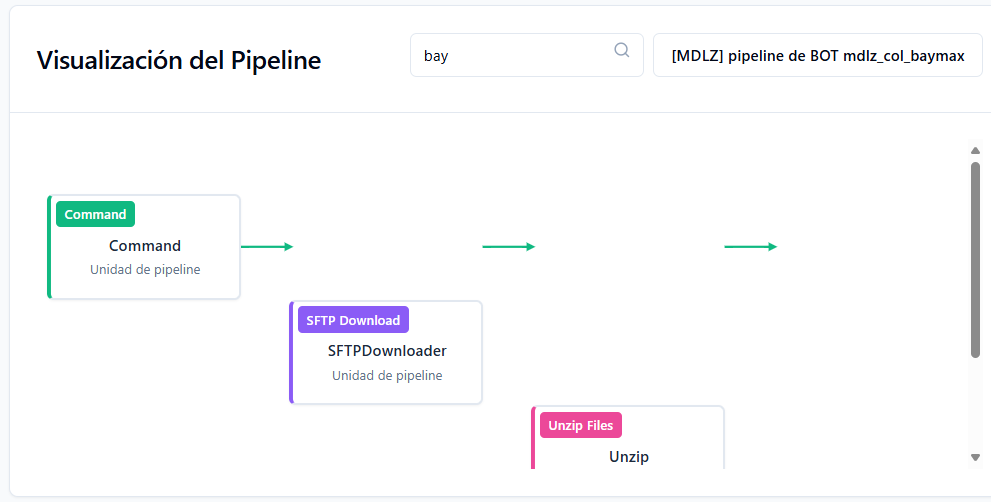 Visualización del Pipeline
bay
[MDLZ] pipeline de BOT mdlz_col_baymax
Command
Command
Unidad de pipeline
SFTP Download
SFTPDownloader
Unidad de pipeline
Unzip Files
Unzip